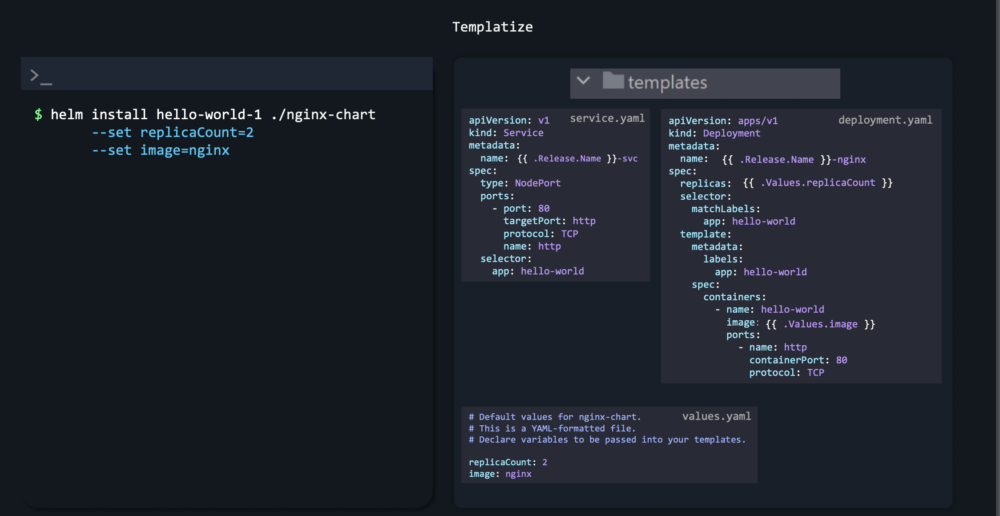 Templatize
>_
$ helm install hello-world-1 ./nginx-chart
--set replicaCount=2
--set image=nginx
templates
service.yaml
apiVersion: v1
kind: Service
metadata:
  name: {{ .Release.Name }}-svc
spec:
  type: NodePort
  ports:
    - port: 80
      targetPort: http
      protocol: TCP
      name: http
  selector:
    app: hello-world
deployment.yaml
apiVersion: apps/v1
kind: Deployment
metadata:
  name: {{ .Release.Name }}-nginx
spec:
  replicas: {{ .Values.replicaCount }}
  selector:
    matchLabels:
      app: hello-world
  template:
    metadata:
      labels:
        app: hello-world
    spec:
      containers:
        - name: hello-world
          image: {{ .Values.image }}
          ports:
            - name: http
              containerPort: 80
              protocol: TCP
values.yaml
# Default values for nginx-chart.
# This is a YAML-formatted file.
# Declare variables to be passed into your templates.
replicaCount: 2
image: nginx